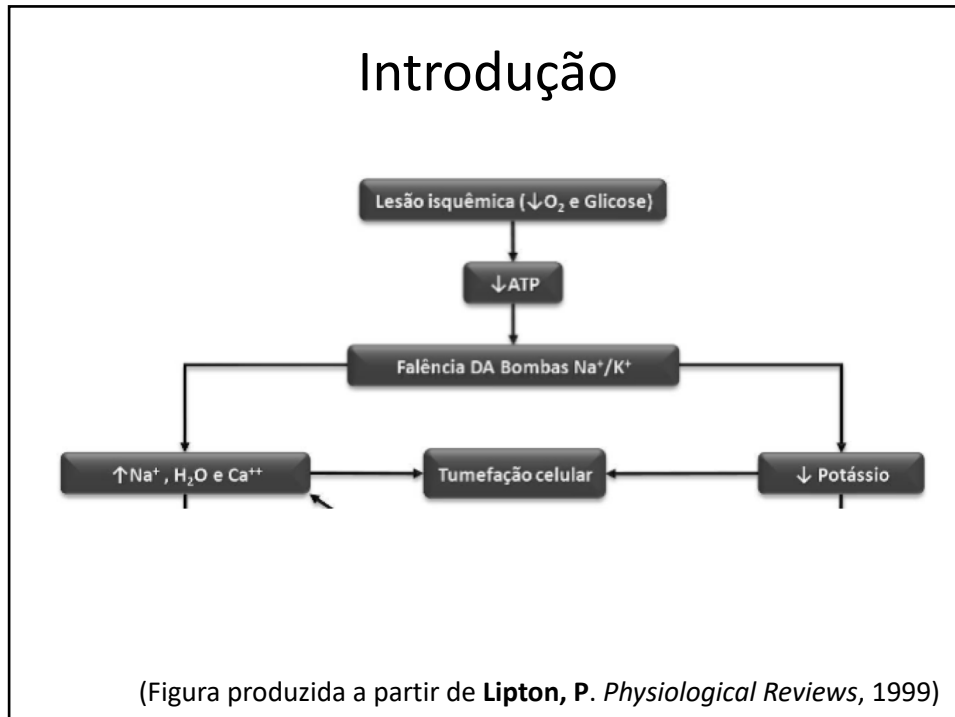 Introdução
Lesão isquêmica (↓O₂ e Glicose)
↓ATP
Falência DA Bombas Na⁺/K⁺
↑Na⁺, H₂O e Ca⁺⁺
Tumefação celular
↓ Potássio
(Figura produzida a partir de Lipton, P. Physiological Reviews, 1999)